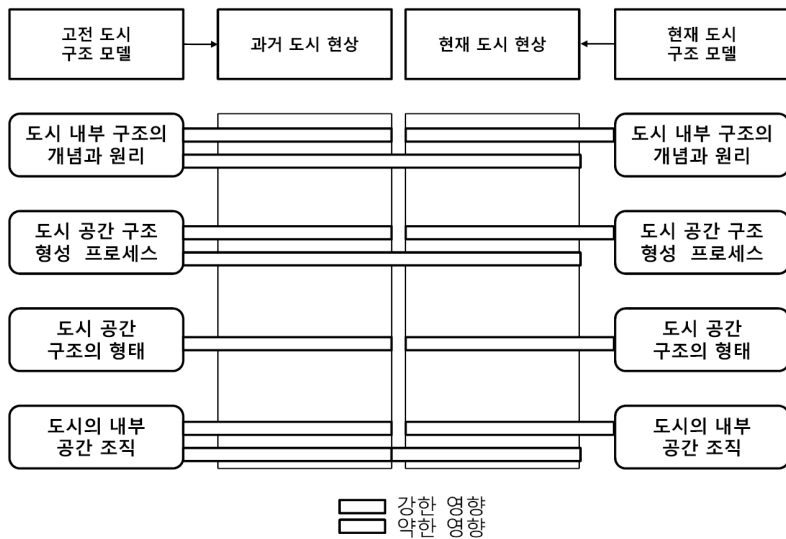 고전 도시
구조 모델
과거 도시 현상
현재 도시 현상
현재 도시
구조 모델
도시 내부 구조의
개념과 원리
도시 내부 구조의
개념과 원리
도시 공간 구조
형성 프로세스
도시 공간 구조
형성 프로세스
도시 공간
구조의 형태
도시 공간
구조의 형태
도시의 내부
공간 조직
도시의 내부
공간 조직
강한 영향
약한 영향